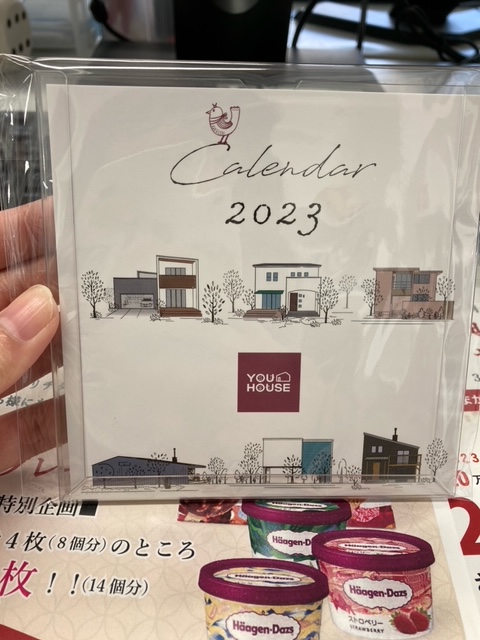 Calendar
2023
YOU
HOUSE
特別企画
4枚(8個分)のところ
枚!!(14個分)
Häagen-Dazs
Häagen-Dazs
ストロベリー
STRAWBERRY
Häagen-Dazs